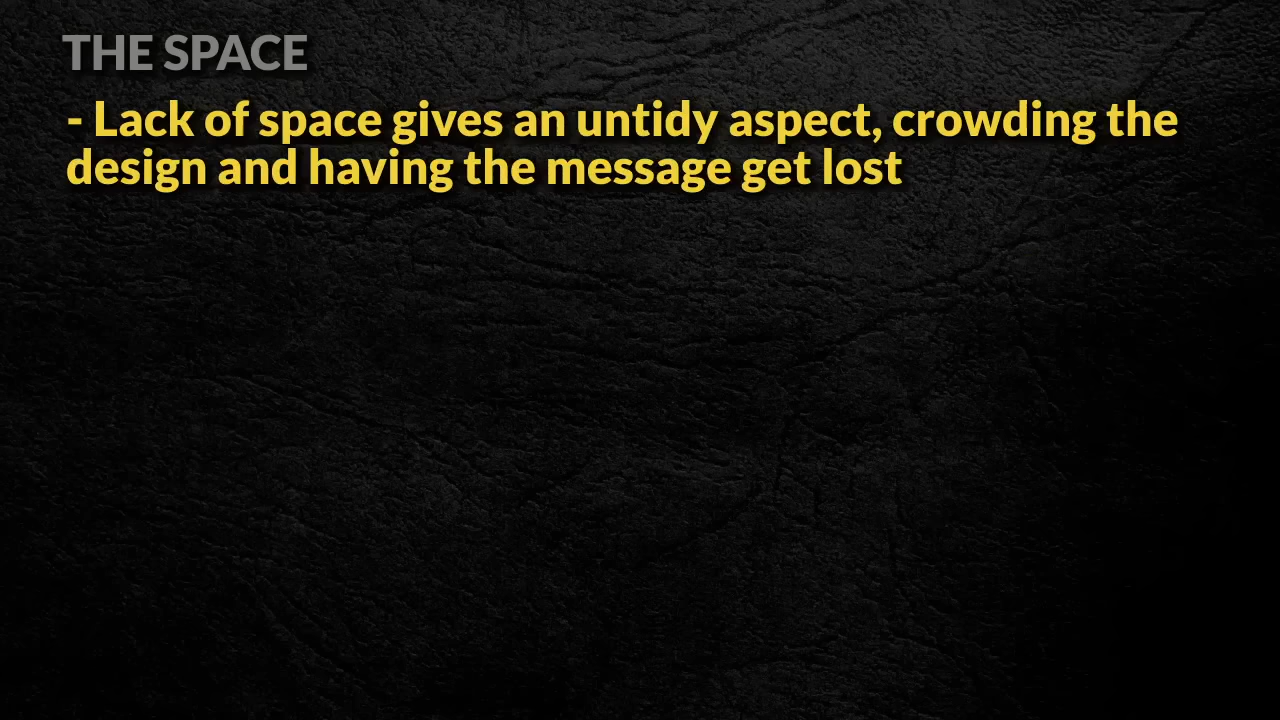 THE SPACE
- Lack of space gives an untidy aspect, crowding the
design and having the message get lost